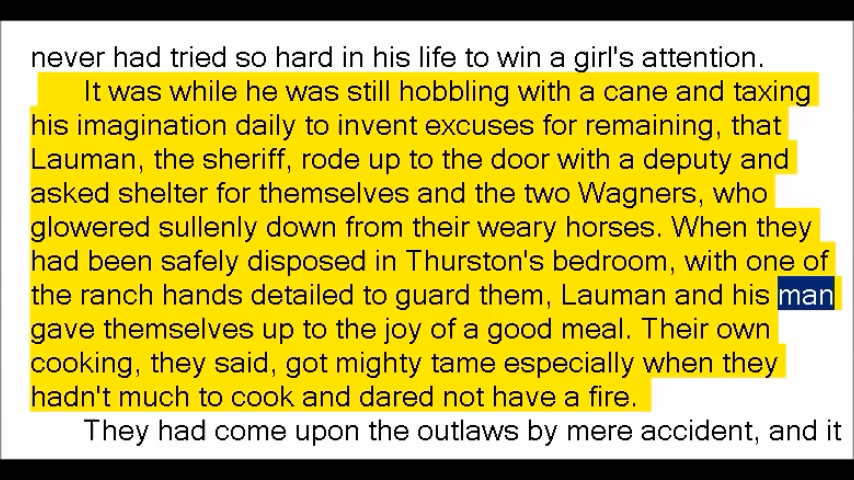 never had tried so hard in his life to win a girl's attention.
It was while he was still hobbling with a cane and taxing
his imagination daily to invent excuses for remaining, that
Lauman, the sheriff, rode up to the door with a deputy and
asked shelter for themselves and the two Wagners, who
glowered sullenly down from their weary horses. When they
had been safely disposed in Thurston's bedroom, with one of
the ranch hands detailed to guard them, Lauman and his man
gave themselves up to the joy of a good meal. Their own
cooking, they said, got mighty tame especially when they
hadn't much to cook and dared not have a fire.
They had come upon the outlaws by mere accident, and it